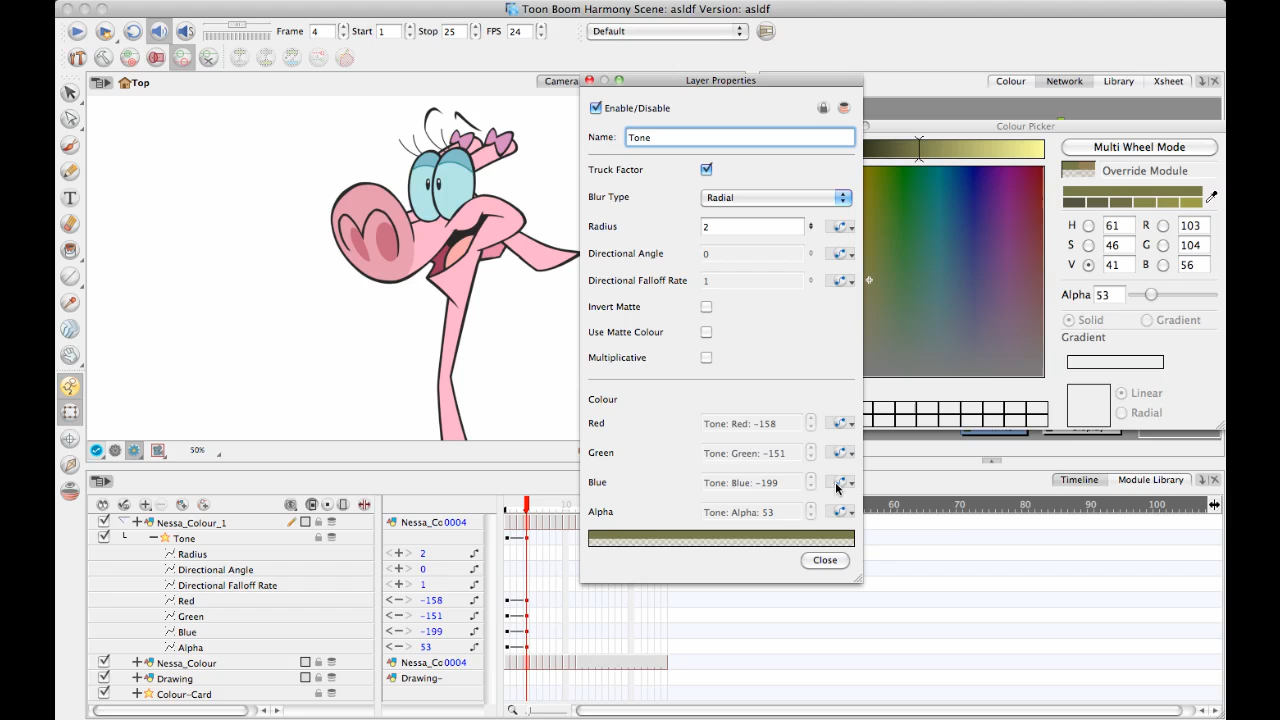 Toon Boom Harmony Scene: asldf Version: asldf
Frame 4 Start 1 Stop 25 FPS 24 Default
Top
Camera
Layer Properties
Colour Network Library Xsheet
Enable/Disable
Name: Tone
Truck Factor
Blur Type Radial
Radius 2
Directional Angle 0
Directional Falloff Rate 1
Invert Matte
Use Matte Colour
Multiplicative
Colour
Red Tone: Red: -158
Green Tone: Green: -151
Blue Tone: Blue: -199
Alpha Tone: Alpha: 53
Close
Colour Picker
Multi Wheel Mode
Override Module
H 61 R 103
S 46 G 104
V 41 B 56
Alpha 53
Solid Gradient
Gradient
Linear
Radial
50%
Timeline Module Library
10 60 70 80 90 100
Nessa_Colour_1 Nessa_Co 0004
Tone
Radius 2
Directional Angle 0
Directional Falloff Rate 1
Red -158
Green -151
Blue -199
Alpha 53
Nessa_Colour Nessa_Co 0004
Drawing Drawing-
Colour-Card